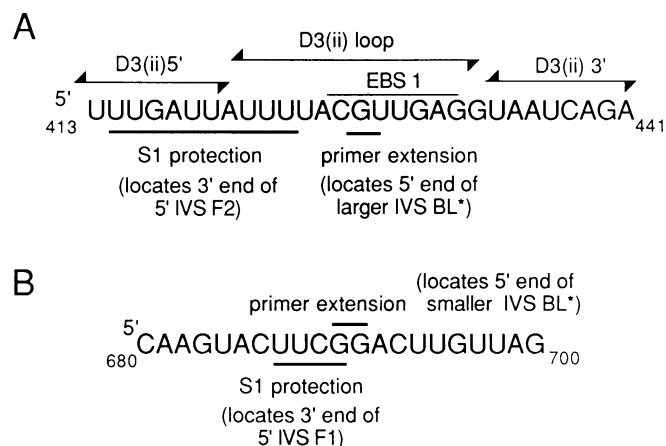 A
D3(ii) loop
D3(ii)5' D3(ii) 3'
EBS 1
5'
413 UUUGAUUAUUUUACGUUGAGGUAAUCAGA 441
S1 protection primer extension
(locates 3' end of (locates 5' end of
5' IVS F2) larger IVS BL*)
B
(locates 5' end of
primer extension smaller IVS BL*)
5'
680 CAAGUACUUCGGACUUGUUAG 700
S1 protection
(locates 3' end of
5' IVS F1)